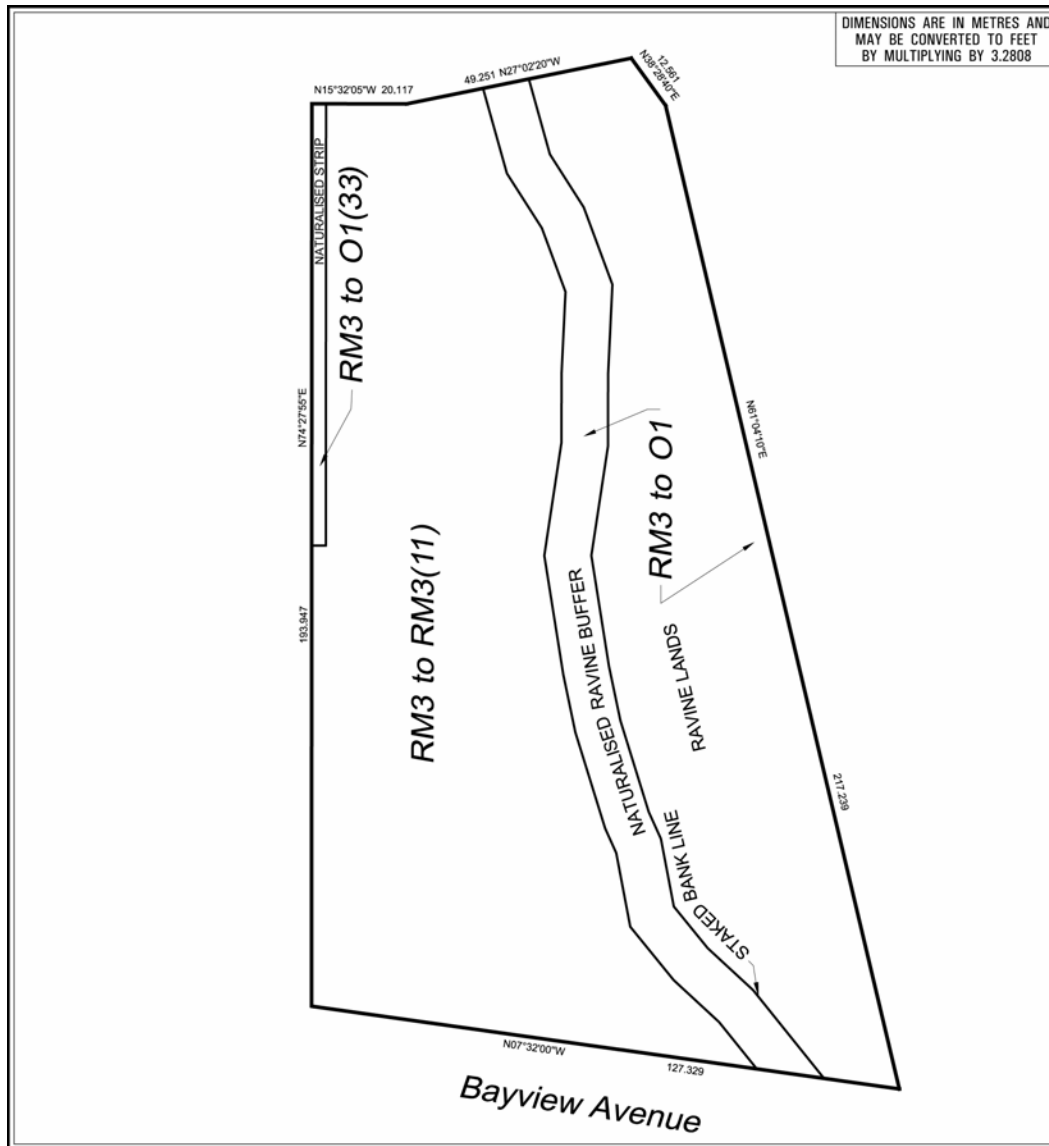 DIMENSIONS ARE IN METRES AND
MAY BE CONVERTED TO FEET
BY MULTIPLYING BY 3.2808
N15°32'05"W 20.117
49.251 N27°02'20"W
12.561
N38°28'40"E
NATURALISED STRIP
RM3 to O1(33)
N74°27'55"E
193.947
RM3 to RM3(11)
NATURALISED RAVINE BUFFER
RM3 to O1
RAVINE LANDS
STAKED BANK LINE
N61°04'10"E
217.239
N07°32'00"W
127.329
Bayview Avenue